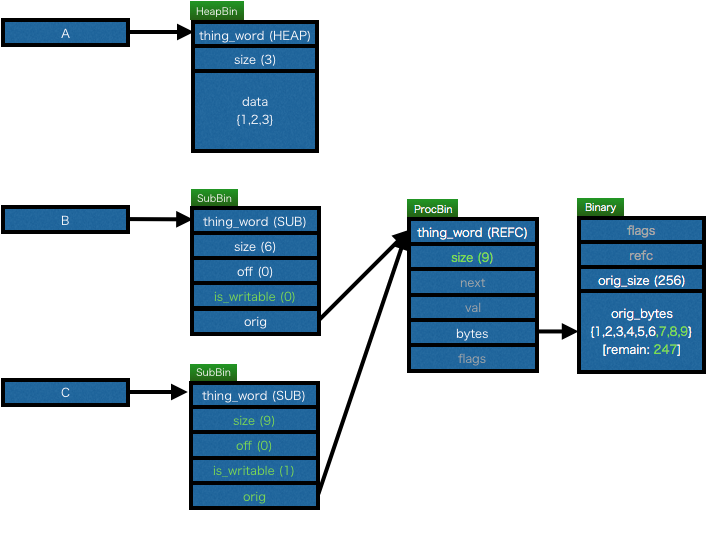 HeapBin
A
thing_word (HEAP)
size (3)
data
{1,2,3}
SubBin
B
thing_word (SUB)
size (6)
off (0)
is_writable (0)
orig
ProcBin
thing_word (REFC)
size (9)
next
val
bytes
flags
Binary
flags
refc
orig_size (256)
orig_bytes
{1,2,3,4,5,6,7,8,9}
[remain: 247]
SubBin
C
thing_word (SUB)
size (9)
off (0)
is_writable (1)
orig